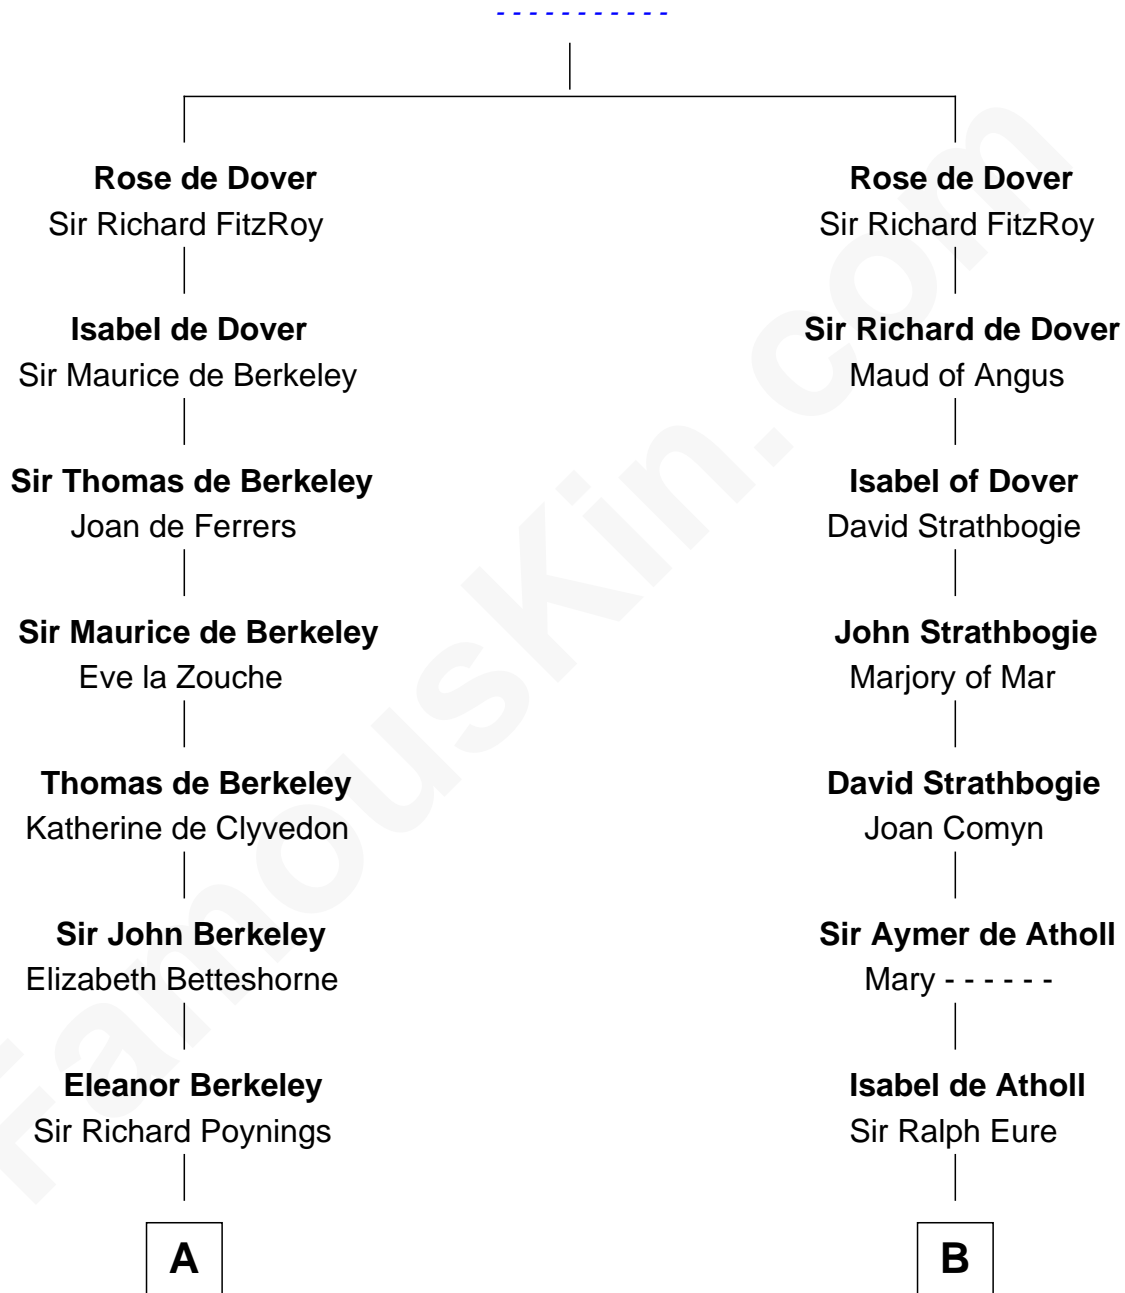 - - - - - - - - - - -
Rose de Dover
Sir Richard FitzRoy
Isabel de Dover
Sir Maurice de Berkeley
Sir Thomas de Berkeley
Joan de Ferrers
Sir Maurice de Berkeley
Eve la Zouche
Thomas de Berkeley
Katherine de Clyvedon
Sir John Berkeley
Elizabeth Betteshorne
Eleanor Berkeley
Sir Richard Poynings
A
Rose de Dover
Sir Richard FitzRoy
Sir Richard de Dover
Maud of Angus
Isabel of Dover
David Strathbogie
John Strathbogie
Marjory of Mar
David Strathbogie
Joan Comyn
Sir Aymer de Atholl
Mary - - - - - -
Isabel de Atholl
Sir Ralph Eure
B
FamousKin.com